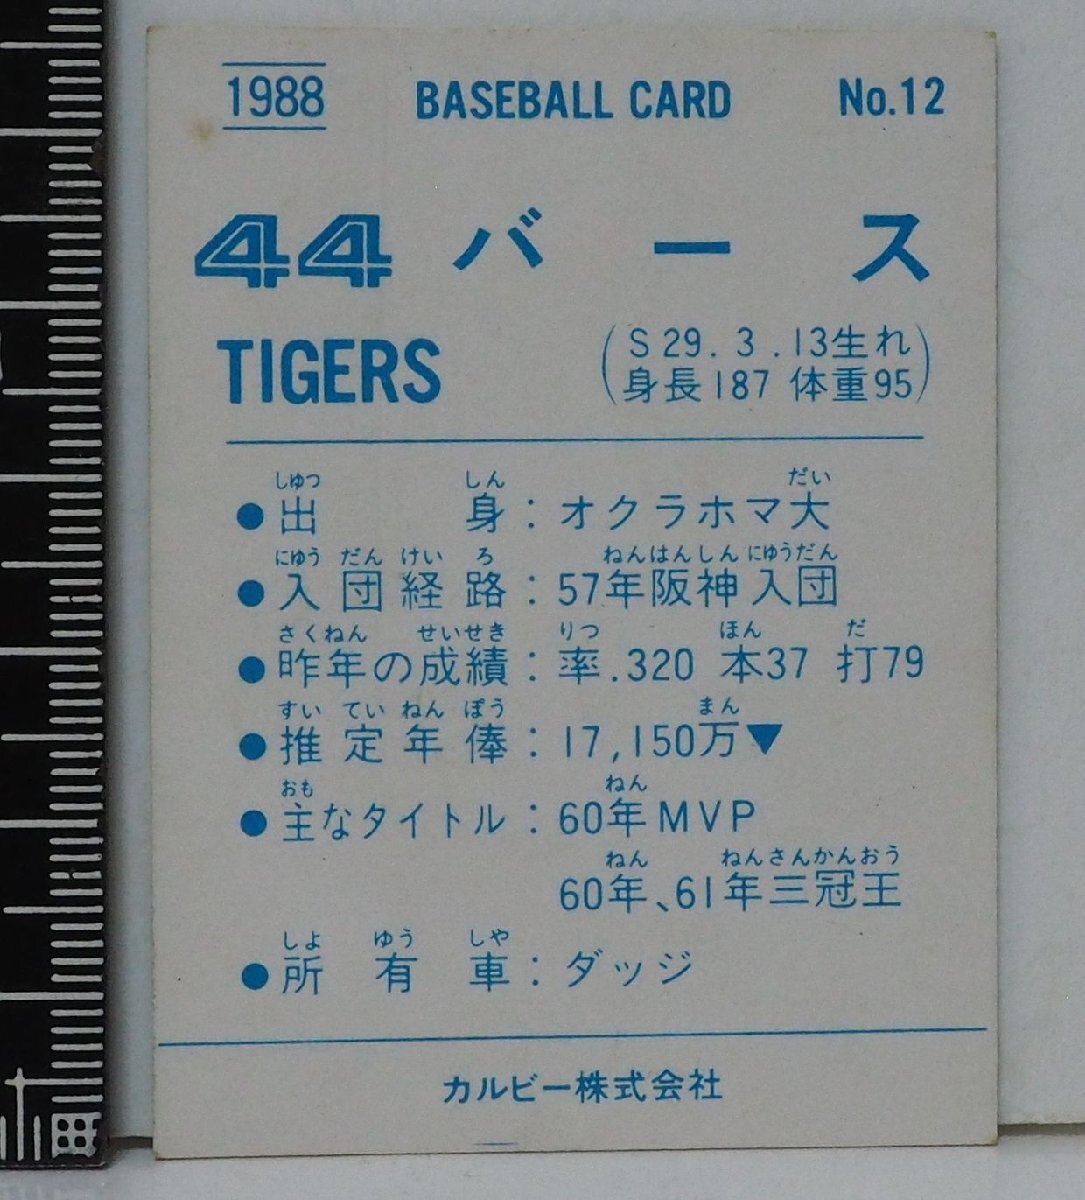 1988 BASEBALL CARD No.12
44 バース
TIGERS
(S29.3.13生れ
身長187 体重95)
しゅつ しん だい
●出身:オクラホマ大
にゅう だん けい ろ ねんはんしんにゅうだん
●入団経路:57年阪神入団
さくねん せいせき りつ ほん だ
●昨年の成績:率.320 本37 打79
すい てい ねん ぽう まん
●推定年俸:17,150万▼
おも ねん
●主なタイトル:60年MVP
ねん ねんさんかんおう
60年、61年三冠王
しよ ゆう しや
●所有車:ダッジ
カルビー株式会社